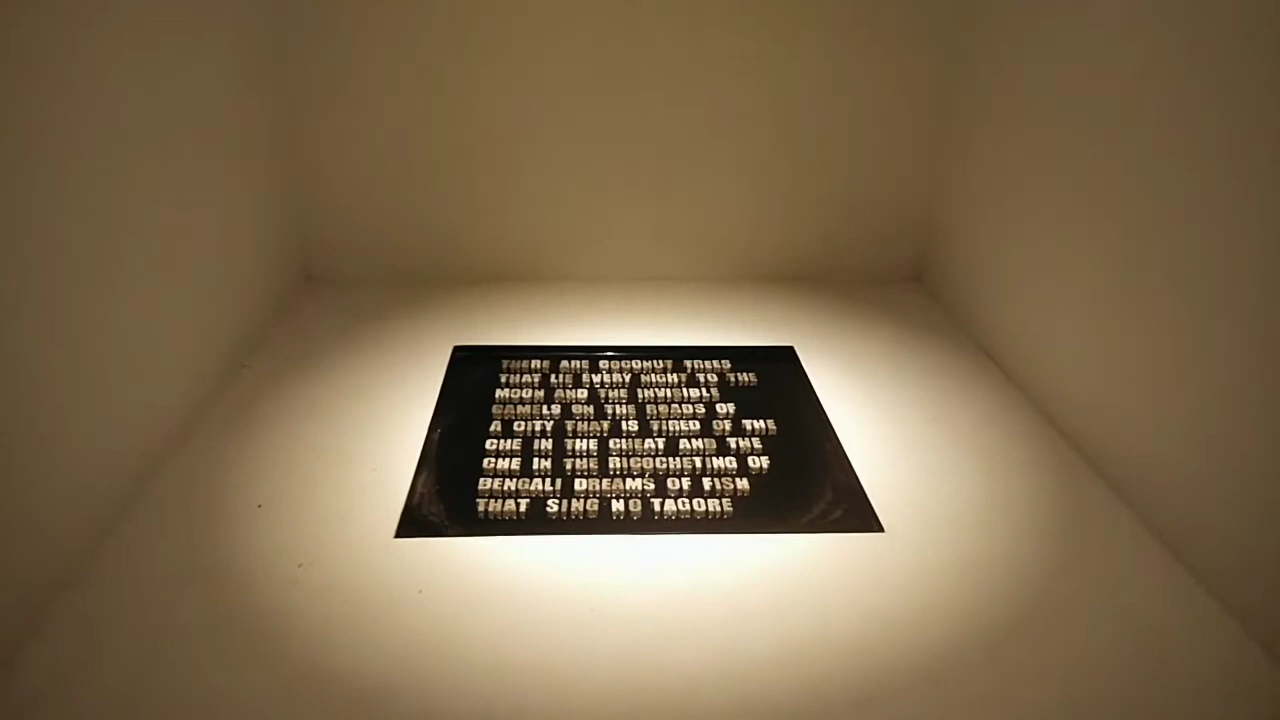 THERE ARE COCONUT TREES
THAT LIE EVERY NIGHT TO THE
MOON AND THE INVISIBLE
CAMELS ON THE ROADS OF
A CITY THAT IS TIRED OF THE
CHE IN THE CHEAT AND THE
CHE IN THE RICOCHETING OF
BENGALI DREAMS OF FISH
THAT SING NO TAGORE